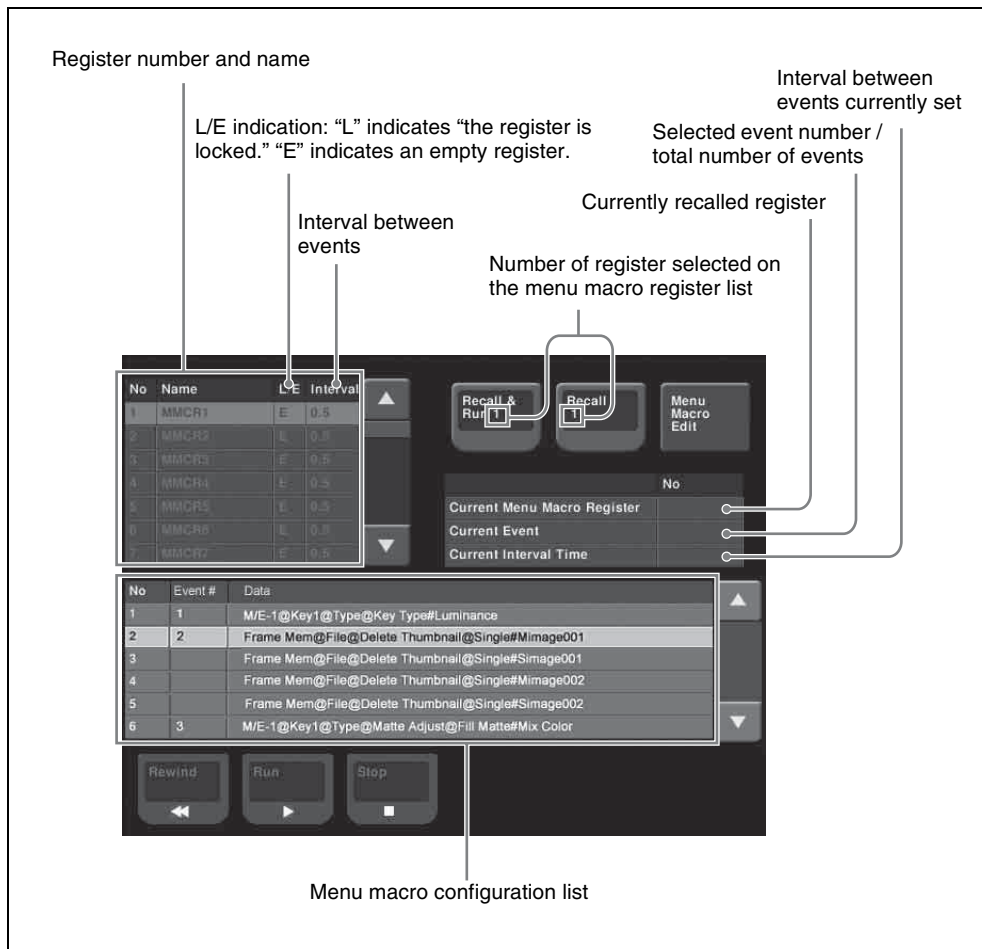 Register number and name
Interval between
events currently set
L/E indication: “L” indicates “the register is
locked.” “E” indicates an empty register.
Selected event number /
total number of events
Currently recalled register
Interval between
events
Number of register selected on
the menu macro register list
No Name L/E Interval
1 MMCR1 E 0.5
2 MMCR2 E 0.5
3 MMCR3 E 0.5
4 MMCR4 E 0.5
5 MMCR5 E 0.5
6 MMCR6 E 0.5
7 MMCR7 E 0.5
Recall &
Run 1
Recall
1
Menu
Macro
Edit
No
Current Menu Macro Register
Current Event
Current Interval Time
No Event # Data
1 1 M/E-1@Key1@Type@Key Type#Luminance
2 2 Frame Mem@File@Delete Thumbnail@Single#Mimage001
3 Frame Mem@File@Delete Thumbnail@Single#Simage001
4 Frame Mem@File@Delete Thumbnail@Single#Mimage002
5 Frame Mem@File@Delete Thumbnail@Single#Simage002
6 3 M/E-1@Key1@Type@Matte Adjust@Fill Matte#Mix Color
Rewind
Run
Stop
Menu macro configuration list